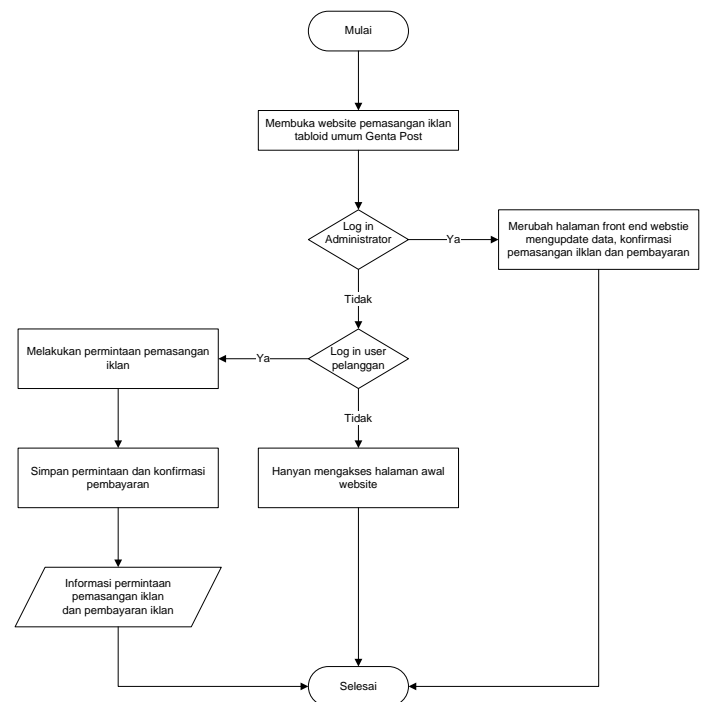 Mulai
Membuka website pemasangan iklan
tabloid umum Genta Post
Log in
Administrator
Ya
Merubah halaman front end webstie
mengupdate data, konfirmasi
pemasangan ilklan dan pembayaran
Tidak
Melakukan permintaan pemasangan
iklan
Ya
Log in user
pelanggan
Tidak
Simpan permintaan dan konfirmasi
pembayaran
Hanyan mengakses halaman awal
website
Informasi permintaan
pemasangan iklan
dan pembayaran iklan
Selesai